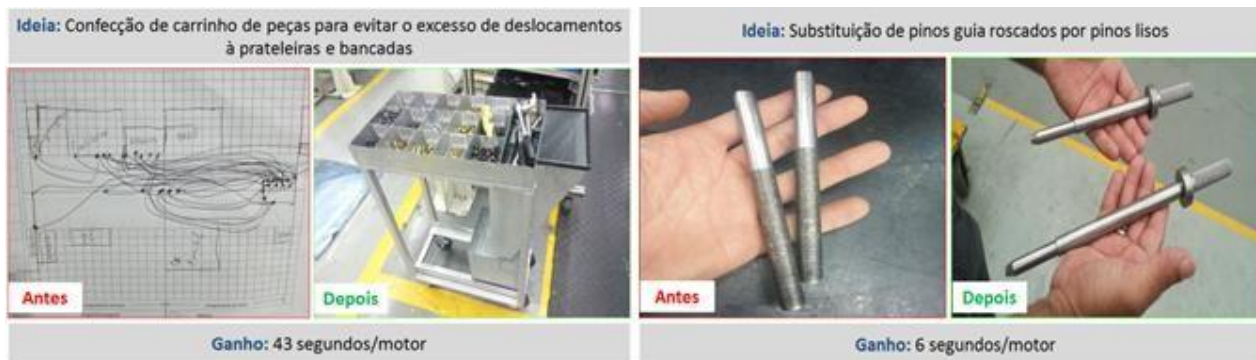 Ideia: Confecção de carrinho de peças para evitar o excesso de deslocamentos
à prateleiras e bancadas
Antes
Depois
Ganho: 43 segundos/motor
Ideia: Substituição de pinos guia roscados por pinos lisos
Antes
Depois
Ganho: 6 segundos/motor